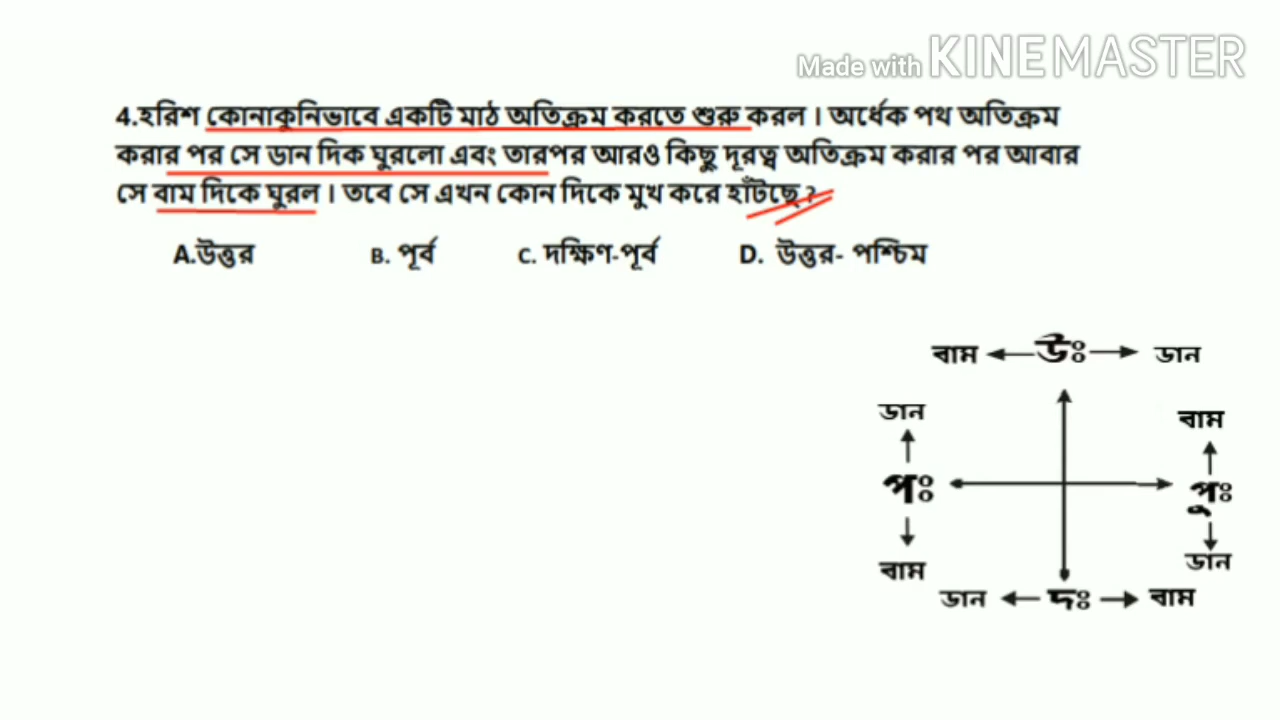 Made with KINEMASTER
4.হরিশ কোনাকুনিভাবে একটি মাঠ অতিক্রম করতে শুরু করল । অর্ধেক পথ অতিক্রম
করার পর সে ডান দিক ঘুরলো এবং তারপর আরও কিছু দূরত্ব অতিক্রম করার পর আবার
সে বাম দিকে ঘুরল । তবে সে এখন কোন দিকে মুখ করে হাঁটছে ?
A.উত্তর B. পূর্ব C. দক্ষিণ-পূর্ব D. উত্তর- পশ্চিম
বাম উঃ ডান
ডান বাম
পঃ পুঃ
বাম ডান
ডান দঃ বাম